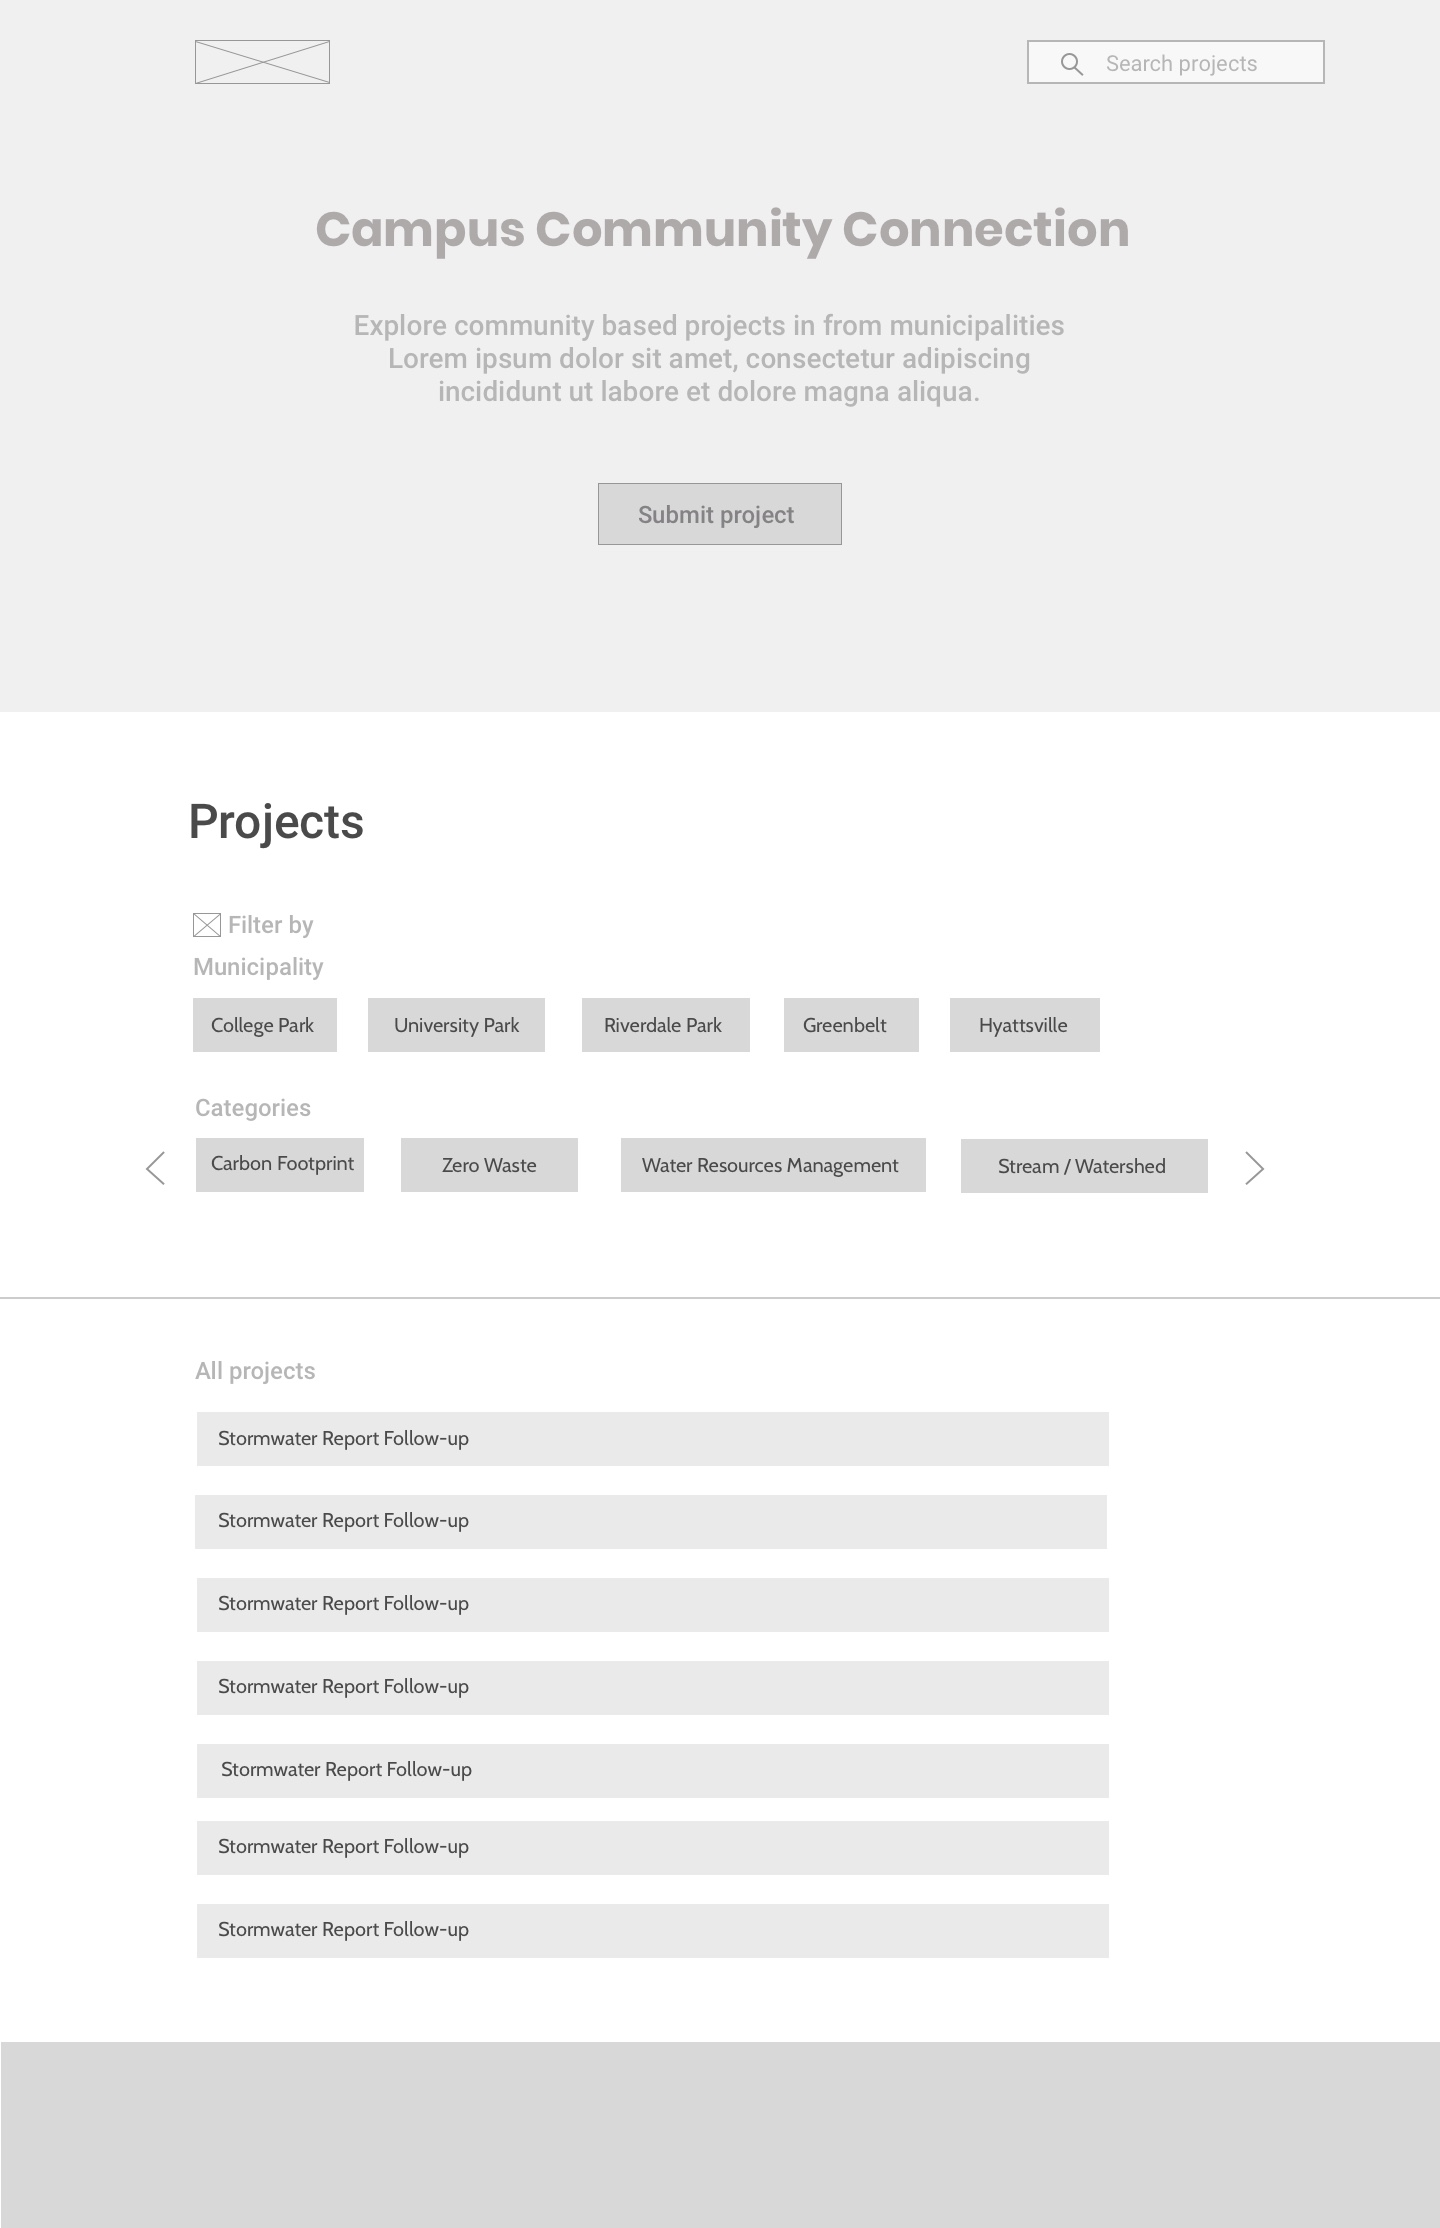 Search projects
Campus Community Connection
Explore community based projects in from municipalities
Lorem ipsum dolor sit amet, consectetur adipiscing
incididunt ut labore et dolore magna aliqua.
Submit project
Projects
Filter by
Municipality
College Park
University Park
Riverdale Park
Greenbelt
Hyattsville
Categories
Carbon Footprint
Zero Waste
Water Resources Management
Stream / Watershed
All projects
Stormwater Report Follow-up
Stormwater Report Follow-up
Stormwater Report Follow-up
Stormwater Report Follow-up
Stormwater Report Follow-up
Stormwater Report Follow-up
Stormwater Report Follow-up